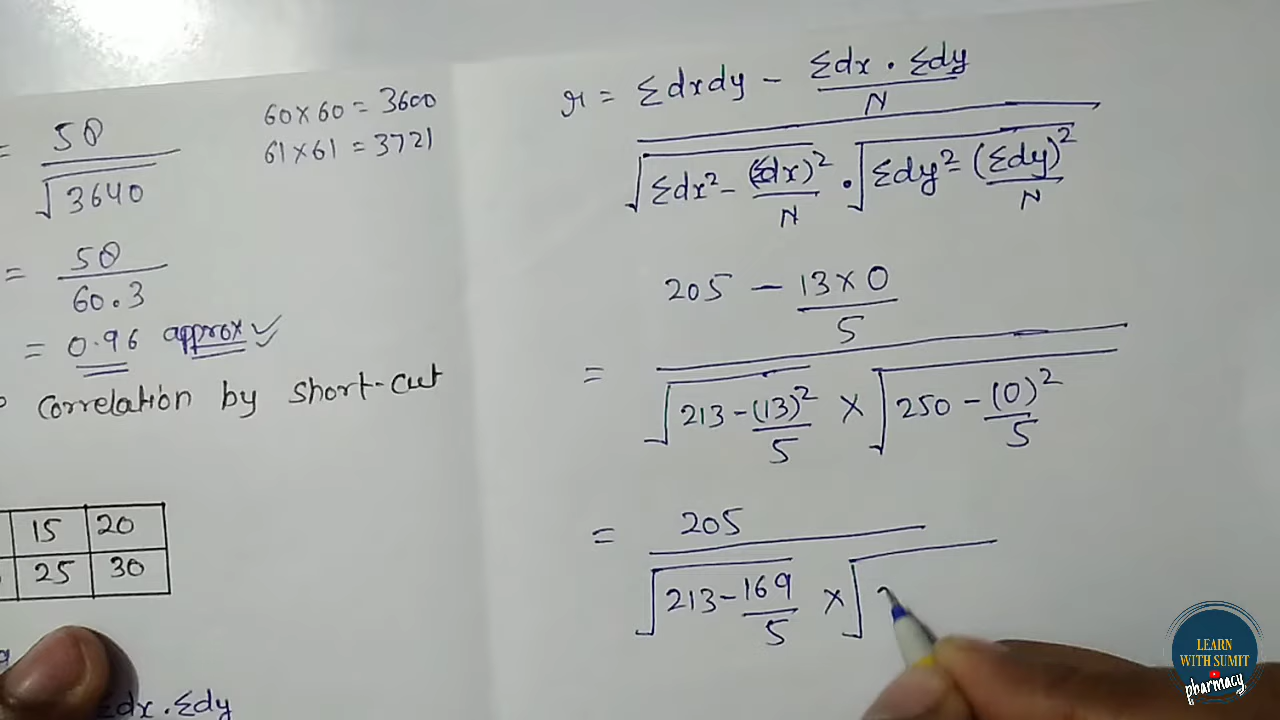 = 50
√3640
= 50
60.3
= 0.96 approx ✓
60×60 = 3600
61×61 = 3721
Correlation by short-cut
15 20
25 30
Σdx.Σdy
r = Σdxdy - Σdx . Σdy
N
√Σdx² - (Σdx)² . √Σdy² - (Σdy)²
N N
205 - 13×0
5
=
√213-(13)² × √250-(0)²
5 5
= 205
√213-169 × √
5
LEARN
WITH SUMIT
pharmacy